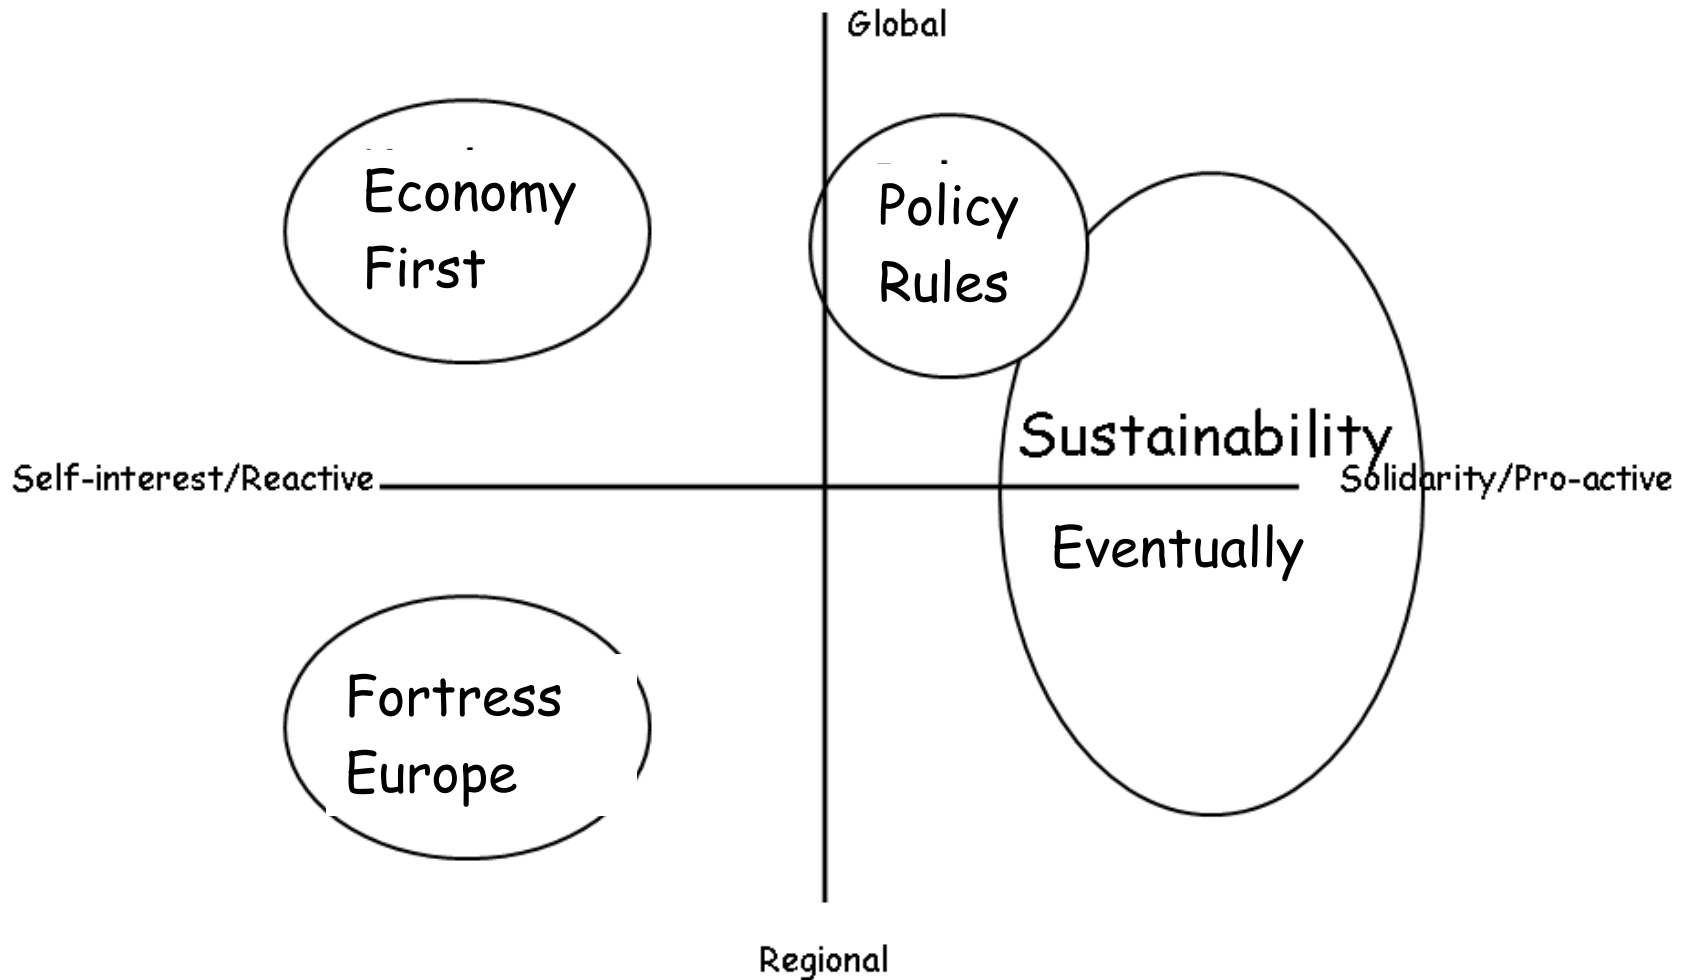 Global
Economy
First
Policy
Rules
Sustainability
Self-interest/Reactive
Solidarity/Pro-active
Eventually
Fortress
Europe
Regional